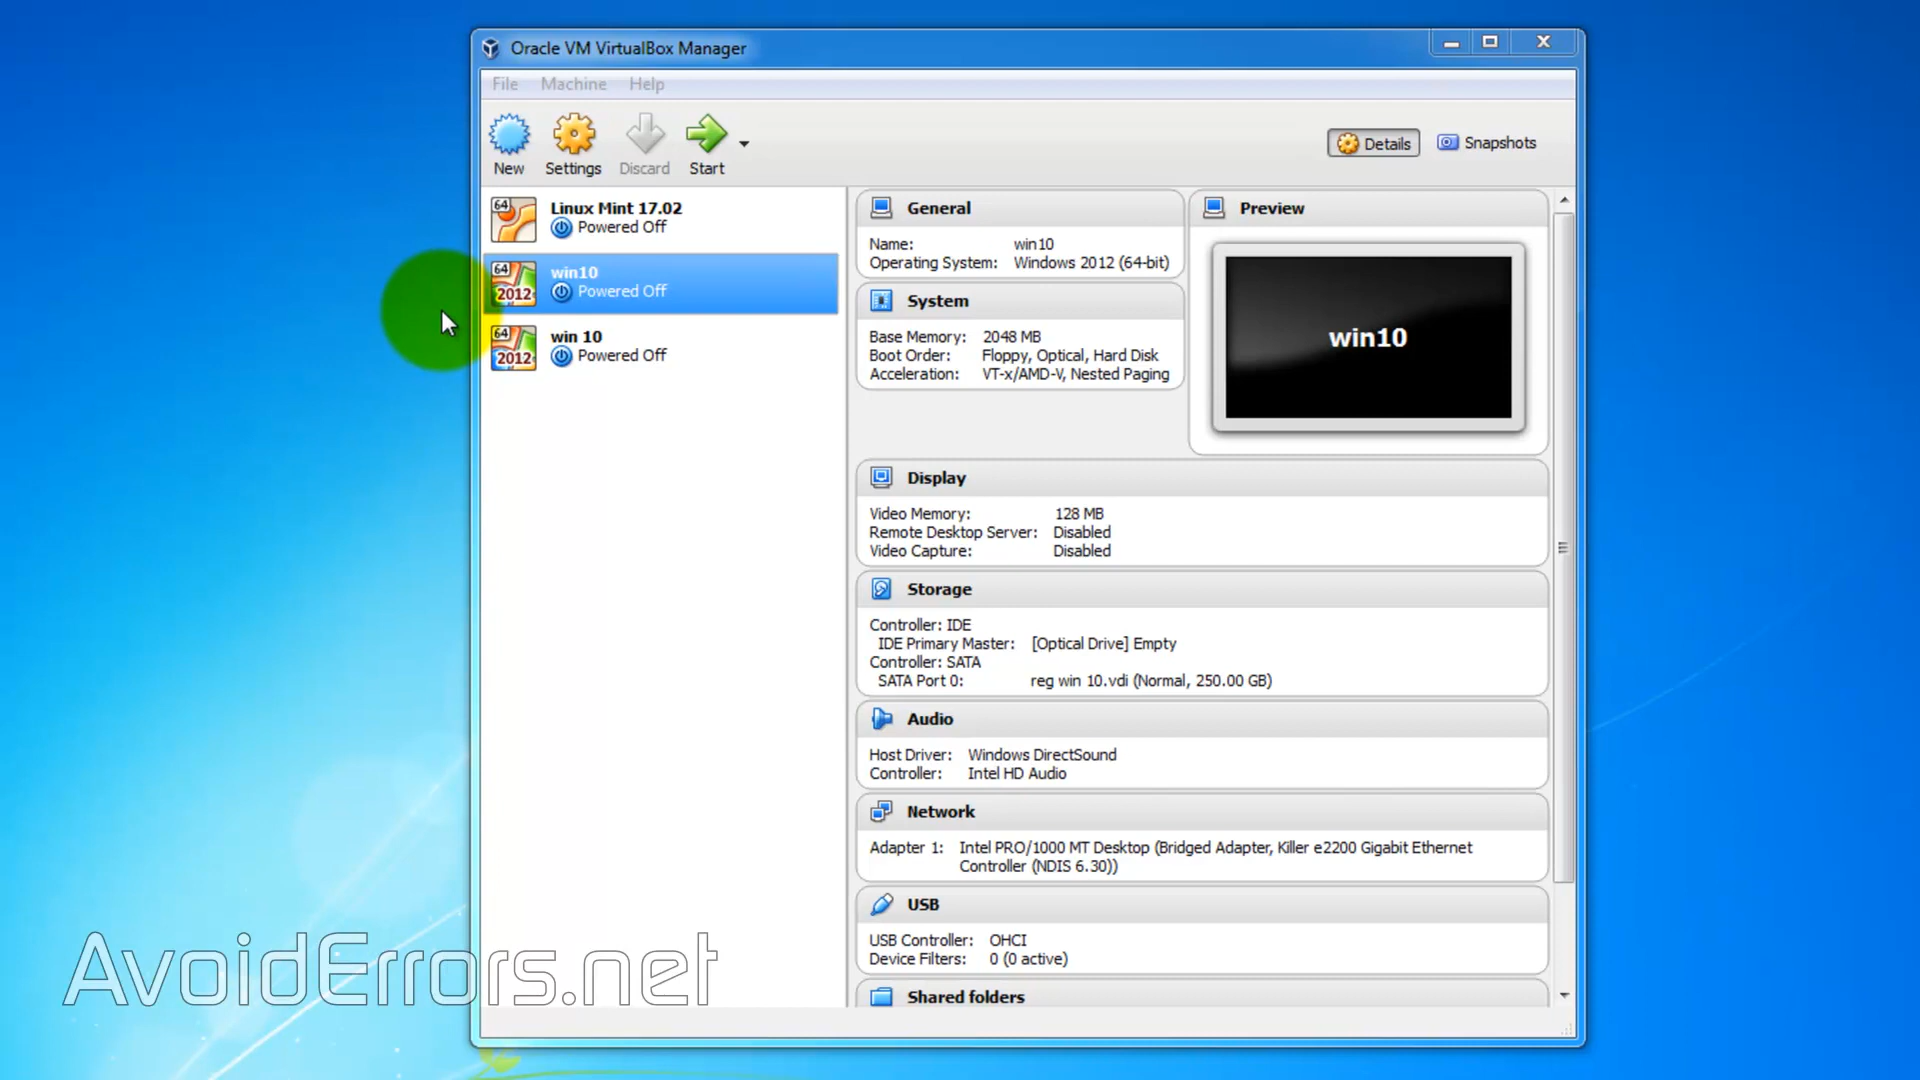 Oracle VM VirtualBox Manager
File Machine Help
New Settings Discard Start
Details Snapshots
64
Linux Mint 17.02
Powered Off
64
2012
win10
Powered Off
64
2012
win 10
Powered Off
General
Name: win10
Operating System: Windows 2012 (64-bit)
System
Base Memory: 2048 MB
Boot Order: Floppy, Optical, Hard Disk
Acceleration: VT-x/AMD-V, Nested Paging
Preview
win10
Display
Video Memory: 128 MB
Remote Desktop Server: Disabled
Video Capture: Disabled
Storage
Controller: IDE
IDE Primary Master: [Optical Drive] Empty
Controller: SATA
SATA Port 0: reg win 10.vdi (Normal, 250.00 GB)
Audio
Host Driver: Windows DirectSound
Controller: Intel HD Audio
Network
Adapter 1: Intel PRO/1000 MT Desktop (Bridged Adapter, Killer e2200 Gigabit Ethernet
Controller (NDIS 6.30))
USB
USB Controller: OHCI
Device Filters: 0 (0 active)
Shared folders
AvoidErrors.net